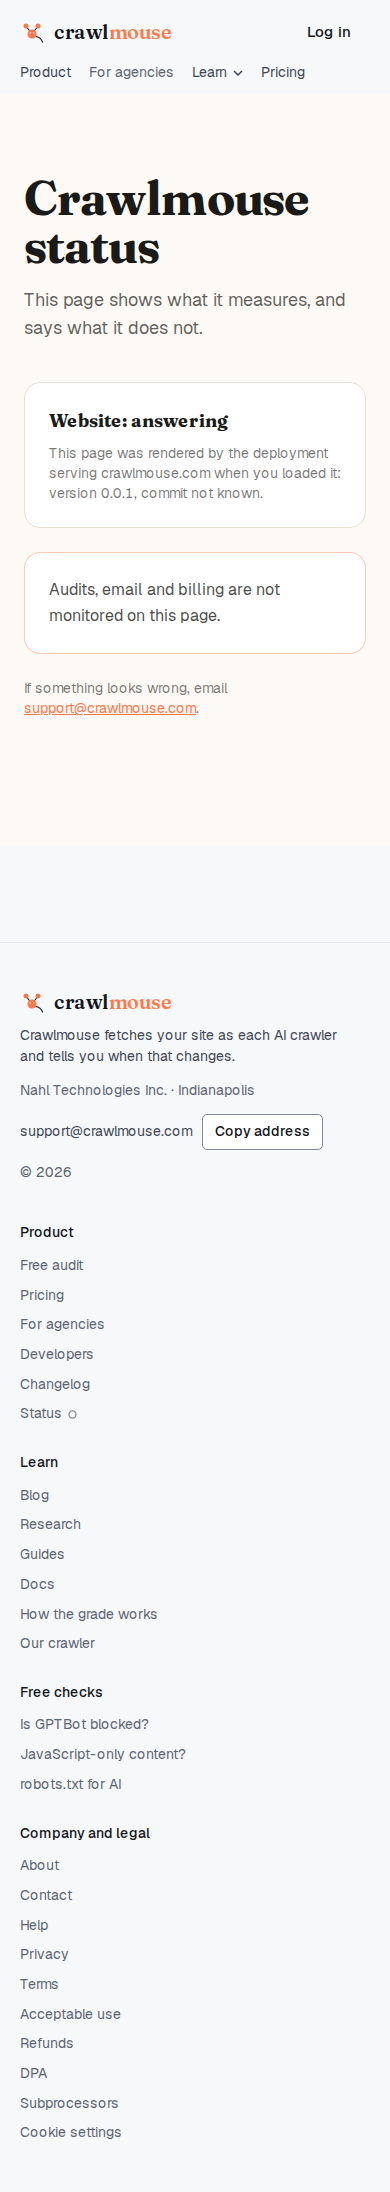 crawlmouse
Log in
Product For agencies Learn Pricing
Crawlmouse
status
This page shows what it measures, and
says what it does not.
Website: answering
This page was rendered by the deployment
serving crawlmouse.com when you loaded it:
version 0.0.1, commit not known.
Audits, email and billing are not
monitored on this page.
If something looks wrong, email
support@crawlmouse.com.
crawlmouse
Crawlmouse fetches your site as each AI crawler
and tells you when that changes.
Nahl Technologies Inc. · Indianapolis
support@crawlmouse.com Copy address
© 2026
Product
Free audit
Pricing
For agencies
Developers
Changelog
Status
Learn
Blog
Research
Guides
Docs
How the grade works
Our crawler
Free checks
Is GPTBot blocked?
JavaScript-only content?
robots.txt for AI
Company and legal
About
Contact
Help
Privacy
Terms
Acceptable use
Refunds
DPA
Subprocessors
Cookie settings